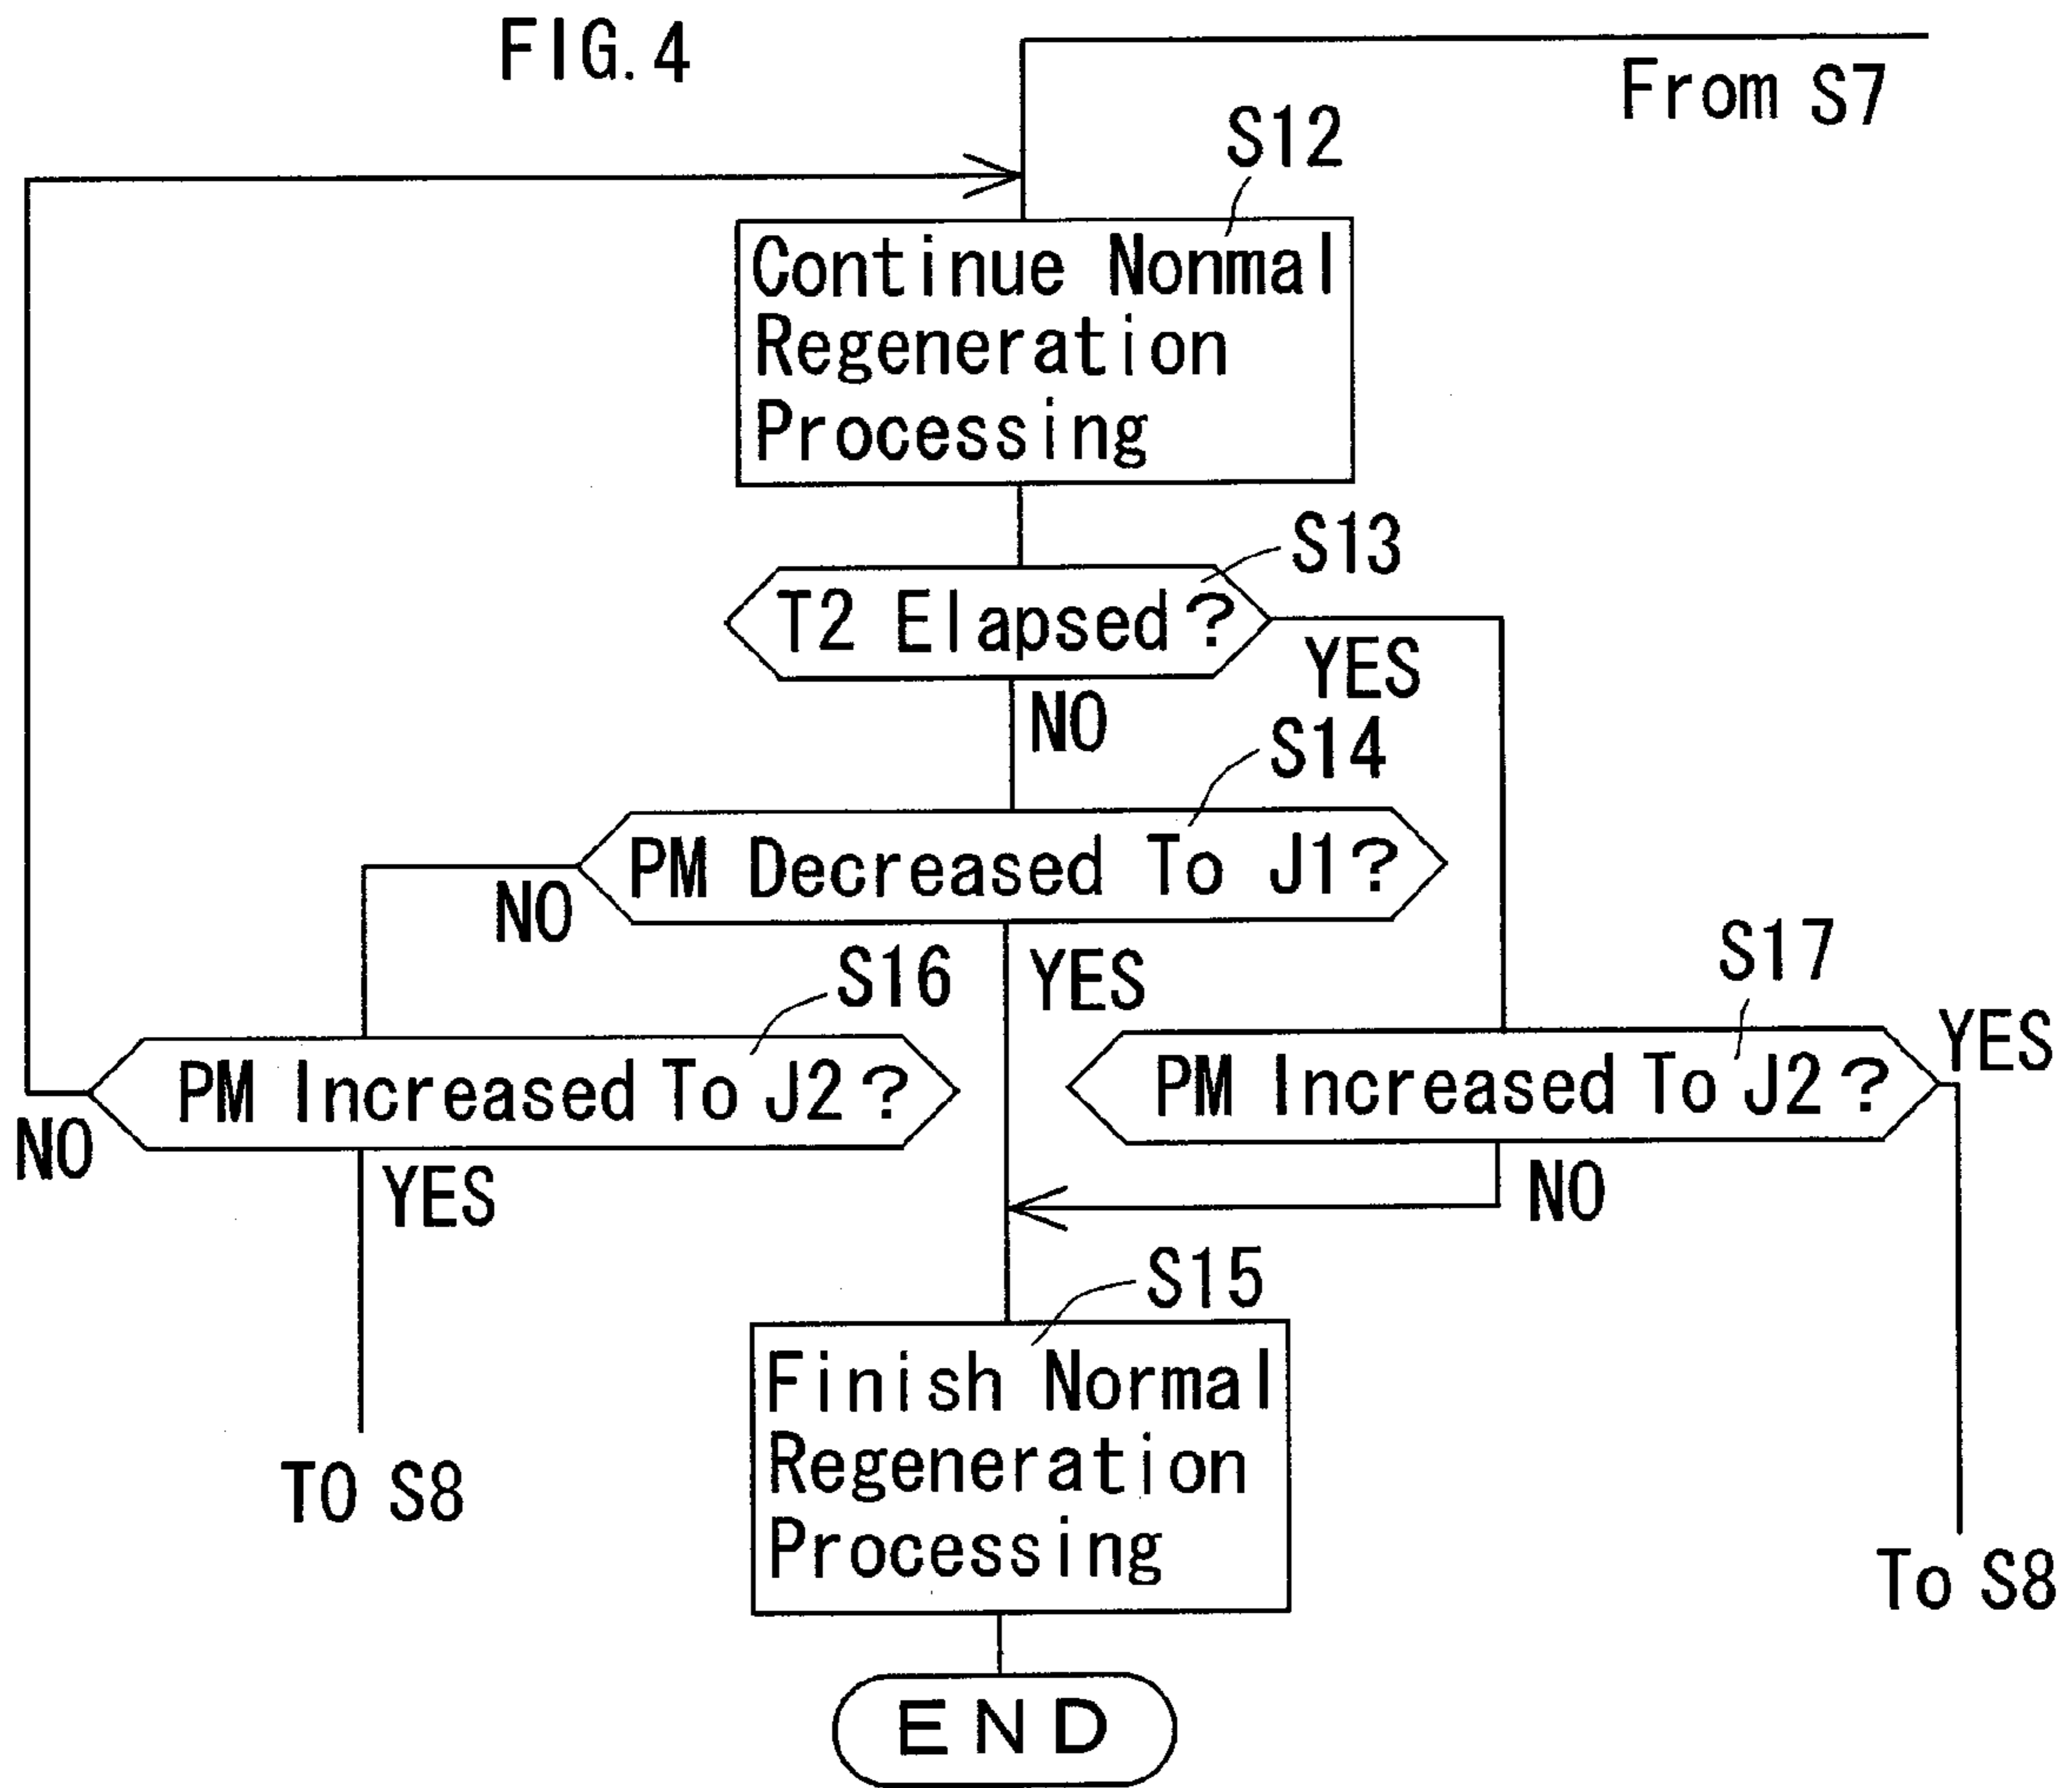 FIG.4
From S7
S12
Continue Nonmal
Regeneration
Processing
S13
T2 Elapsed?
YES
NO
S14
PM Decreased To J1?
NO
YES
S16
S17
PM Increased To J2?
PM Increased To J2?
YES
NO
YES
NO
S15
Finish Normal
Regeneration
Processing
TO S8
To S8
END